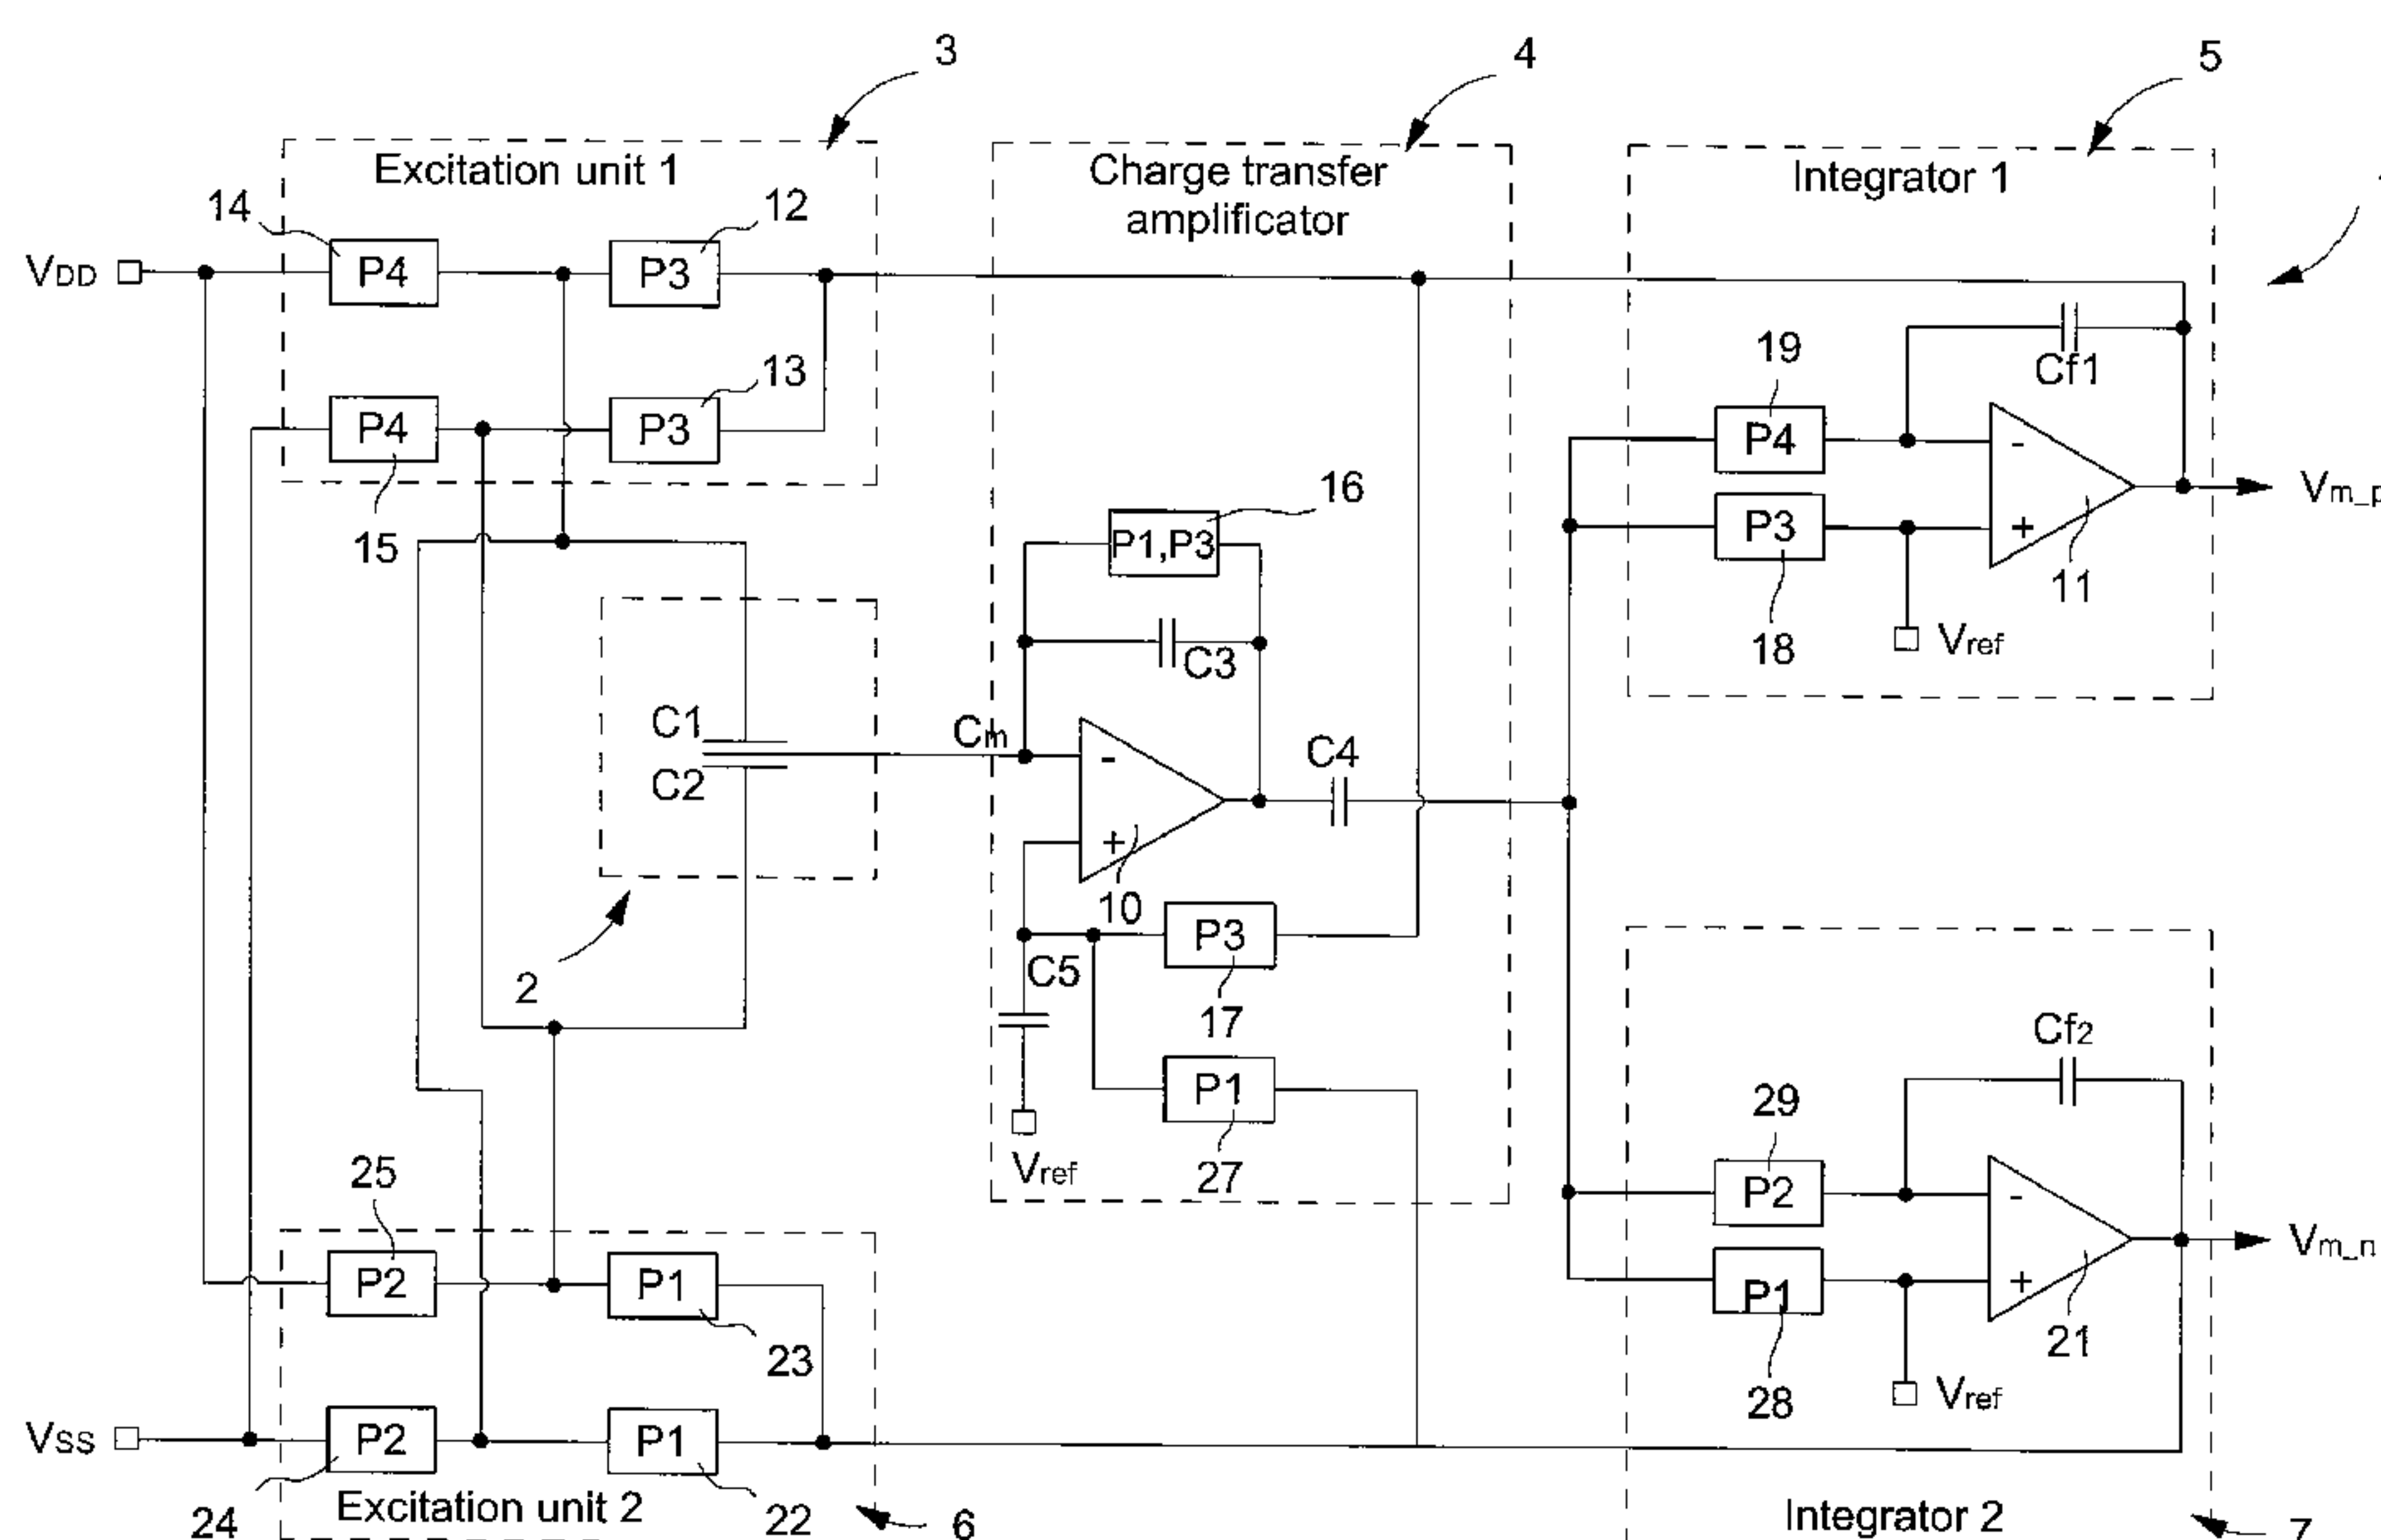 3
4
5
Excitation unit 1
Charge transfer
amplificator
Integrator 1
14
12
VDD
P4
P3
13
19
Cf1
P4
P3
P4
15
16
P1,P3
-
+
11
Vm_p
P3
18
Vref
C3
C1
C2
Cm
-
+
10
C4
2
C5
P3
17
P1
27
Vref
Cf2
29
P2
-
+
21
Vm_n
P1
28
Vref
25
P2
P1
23
VSS
P2
P1
24
Excitation unit 2
22
6
Integrator 2
7